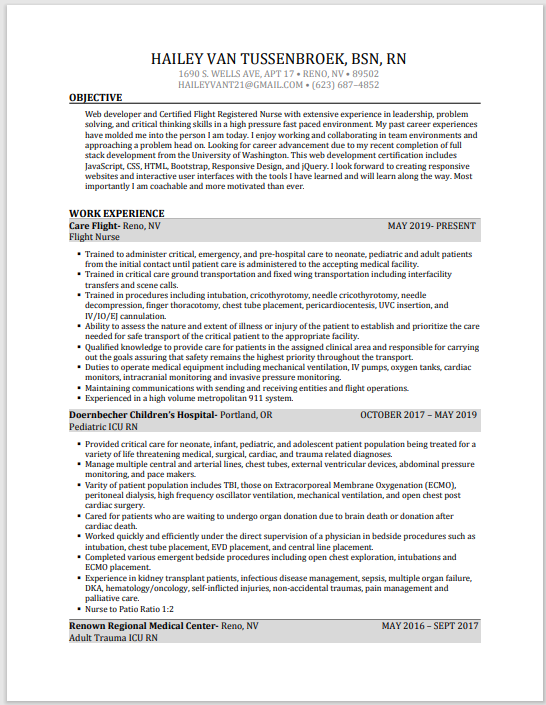 HAILEY VAN TUSSENBROEK, BSN, RN
1690 S. WELLS AVE, APT 17 • RENO, NV • 89502
HAILEYVANT21@GMAIL.COM • (623) 687–4852
OBJECTIVE
Web developer and Certified Flight Registered Nurse with extensive experience in leadership, problem
solving, and critical thinking skills in a high pressure fast paced environment. My past career experiences
have molded me into the person I am today. I enjoy working and collaborating in team environments and
approaching a problem head on. Looking for career advancement due to my recent completion of full
stack development from the University of Washington. This web development certification includes
JavaScript, CSS, HTML, Bootstrap, Responsive Design, and jQuery. I look forward to creating responsive
websites and interactive user interfaces with the tools I have learned and will learn along the way. Most
importantly I am coachable and more motivated than ever.
WORK EXPERIENCE
Care Flight- Reno, NV MAY 2019- PRESENT
Flight Nurse
▪ Trained to administer critical, emergency, and pre-hospital care to neonate, pediatric and adult patients
from the initial contact until patient care is administered to the accepting medical facility.
▪ Trained in critical care ground transportation and fixed wing transportation including interfacility
transfers and scene calls.
▪ Trained in procedures including intubation, cricothyrotomy, needle cricothyrotomy, needle
decompression, finger thoracotomy, chest tube placement, pericardiocentesis, UVC insertion, and
IV/IO/EJ cannulation.
▪ Ability to assess the nature and extent of illness or injury of the patient to establish and prioritize the care
needed for safe transport of the critical patient to the appropriate facility.
▪ Qualified knowledge to provide care for patients in the assigned clinical area and responsible for carrying
out the goals assuring that safety remains the highest priority throughout the transport.
▪ Duties to operate medical equipment including mechanical ventilation, IV pumps, oxygen tanks, cardiac
monitors, intracranial monitoring and invasive pressure monitoring.
▪ Maintaining communications with sending and receiving entities and flight operations.
▪ Experienced in a high volume metropolitan 911 system.
Doernbecher Children's Hospital- Portland, OR OCTOBER 2017 – MAY 2019
Pediatric ICU RN
▪ Provided critical care for neonate, infant, pediatric, and adolescent patient population being treated for a
variety of life threatening medical, surgical, cardiac, and trauma related diagnoses.
▪ Manage multiple central and arterial lines, chest tubes, external ventricular devices, abdominal pressure
monitoring, and pace makers.
▪ Varity of patient population includes TBI, those on Extracorporeal Membrane Oxygenation (ECMO),
peritoneal dialysis, high frequency oscillator ventilation, mechanical ventilation, and open chest post
cardiac surgery.
▪ Cared for patients who are waiting to undergo organ donation due to brain death or donation after
cardiac death.
▪ Worked quickly and efficiently under the direct supervision of a physician in bedside procedures such as
intubation, chest tube placement, EVD placement, and central line placement.
▪ Completed various emergent bedside procedures including open chest exploration, intubations and
ECMO placement.
▪ Experience in kidney transplant patients, infectious disease management, sepsis, multiple organ failure,
DKA, hematology/oncology, self-inflicted injuries, non-accidental traumas, pain management and
palliative care.
▪ Nurse to Patio Ratio 1:2
Renown Regional Medical Center- Reno, NV MAY 2016 – SEPT 2017
Adult Trauma ICU RN